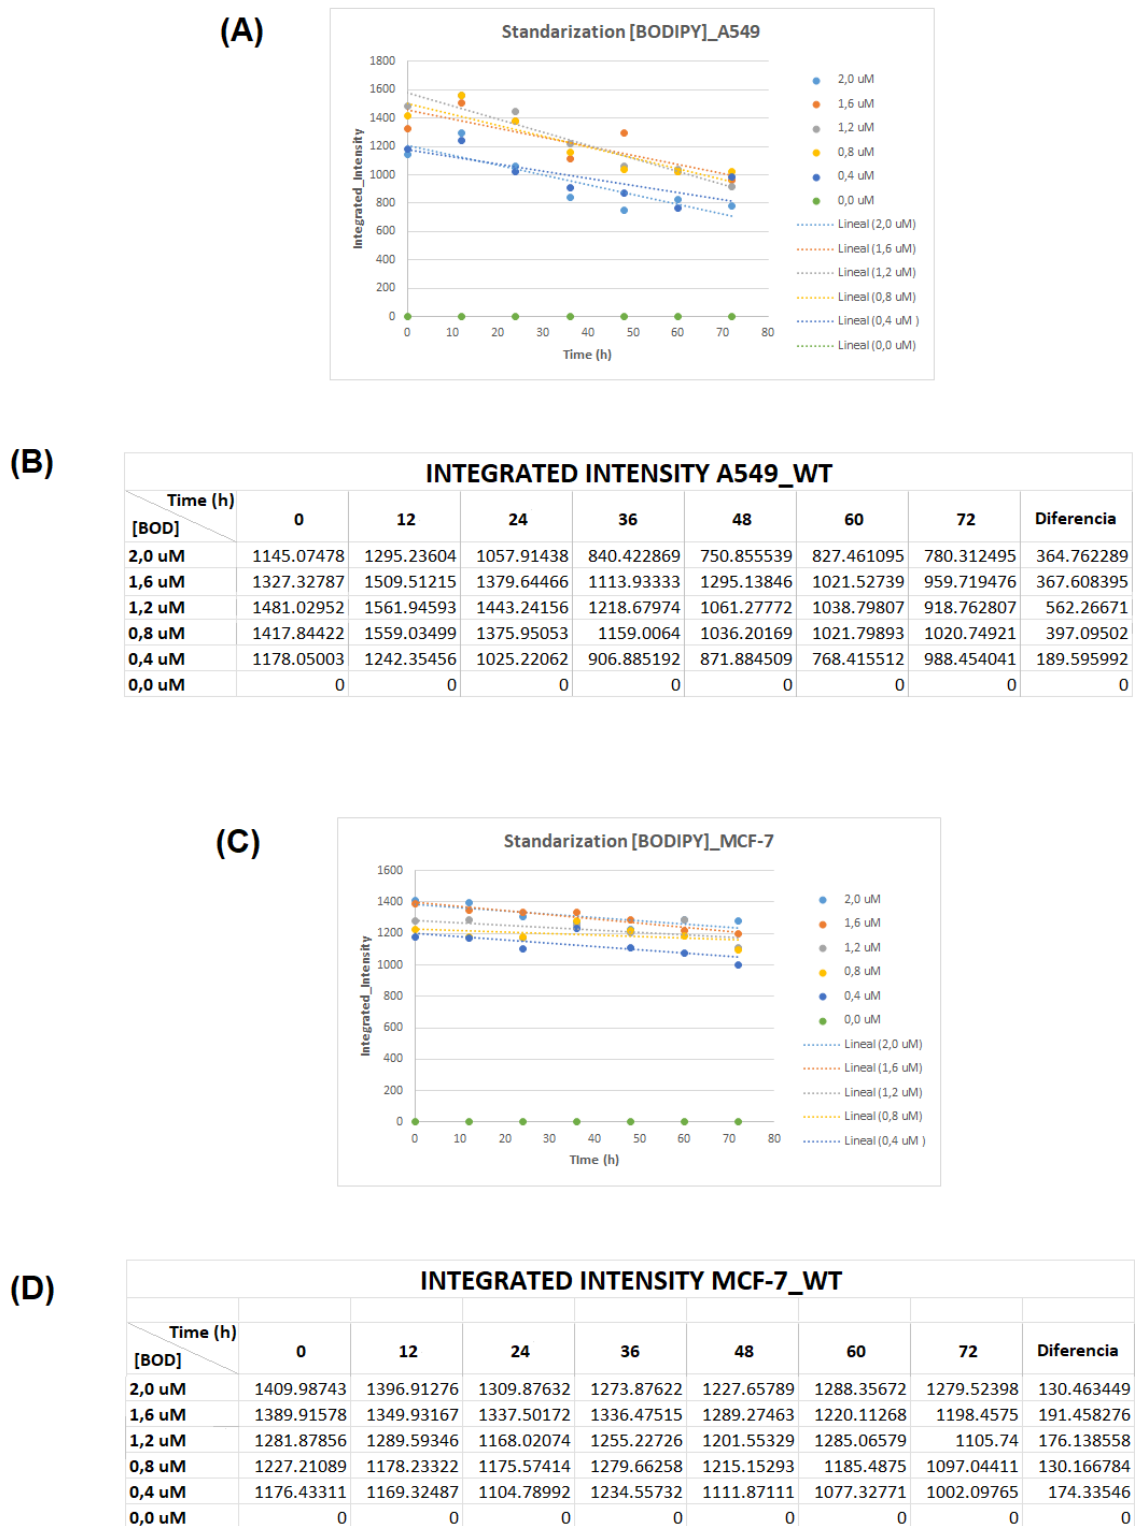 (A)
Standarization [BODIPY]_A549
1800
1600
1400
1200
1000
800
600
400
200
0
Integrated_Intensity
0 10 20 30 40 50 60 70 80
Time (h)
2,0 uM
1,6 uM
1,2 uM
0,8 uM
0,4 uM
0,0 uM
Lineal (2,0 uM)
Lineal (1,6 uM)
Lineal (1,2 uM)
Lineal (0,8 uM)
Lineal (0,4 uM )
Lineal (0,0 uM)
(B)
INTEGRATED INTENSITY A549_WT
Time (h) [BOD] 0 12 24 36 48 60 72 Diferencia
2,0 uM 1145.07478 1295.23604 1057.91438 840.422869 750.855539 827.461095 780.312495 364.762289
1,6 uM 1327.32787 1509.51215 1379.64466 1113.93333 1295.13846 1021.52739 959.719476 367.608395
1,2 uM 1481.02952 1561.94593 1443.24156 1218.67974 1061.27772 1038.79807 918.762807 562.26671
0,8 uM 1417.84422 1559.03499 1375.95053 1159.0064 1036.20169 1021.79893 1020.74921 397.09502
0,4 uM 1178.05003 1242.35456 1025.22062 906.885192 871.884509 768.415512 988.454041 189.595992
0,0 uM 0 0 0 0 0 0 0 0
(C)
Standarization [BODIPY]_MCF-7
1600
1400
1200
1000
800
600
400
200
0
Integrated_Intensity
0 10 20 30 40 50 60 70 80
TIme (h)
2,0 uM
1,6 uM
1,2 uM
0,8 uM
0,4 uM
0,0 uM
Lineal (2,0 uM)
Lineal (1,6 uM)
Lineal (1,2 uM)
Lineal (0,8 uM)
Lineal (0,4 uM )
(D)
INTEGRATED INTENSITY MCF-7_WT
Time (h) [BOD] 0 12 24 36 48 60 72 Diferencia
2,0 uM 1409.98743 1396.91276 1309.87632 1273.87622 1227.65789 1288.35672 1279.52398 130.463449
1,6 uM 1389.91578 1349.93167 1337.50172 1336.47515 1289.27463 1220.11268 1198.4575 191.458276
1,2 uM 1281.87856 1289.59346 1168.02074 1255.22726 1201.55329 1285.06579 1105.74 176.138558
0,8 uM 1227.21089 1178.23322 1175.57414 1279.66258 1215.15293 1185.4875 1097.04411 130.166784
0,4 uM 1176.43311 1169.32487 1104.78992 1234.55732 1111.87111 1077.32771 1002.09765 174.33546
0,0 uM 0 0 0 0 0 0 0 0